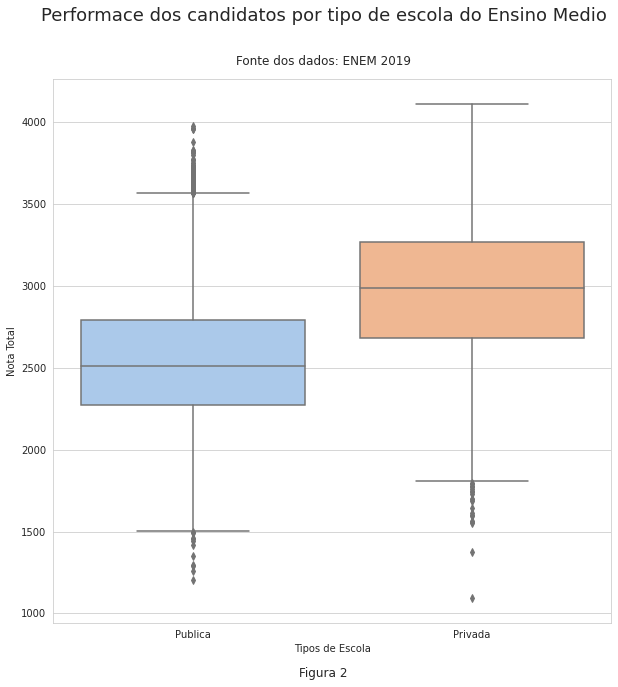 Performace dos candidatos por tipo de escola do Ensino Medio
Fonte dos dados: ENEM 2019
4000
3500
3000
2500
2000
1500
1000
Nota Total
Publica
Privada
Tipos de Escola
Figura 2